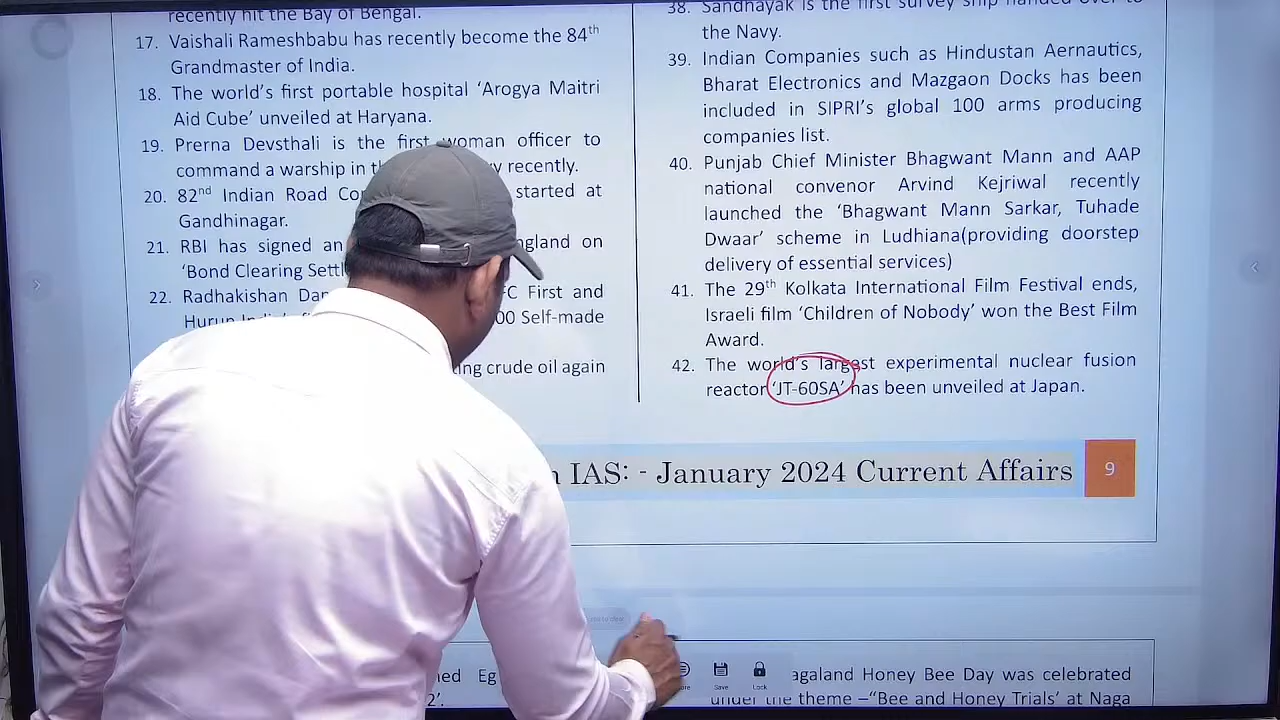 recently hit the Bay of Bengal.
17. Vaishali Rameshbabu has recently become the 84th
Grandmaster of India.
18. The world's first portable hospital 'Arogya Maitri
Aid Cube' unveiled at Haryana.
19. Prerna Devsthali is the first woman officer to
command a warship in recently.
20. 82nd Indian Road started at
Gandhinagar.
21. RBI has signed an on
'Bond Clearing
22. Radhakishan First and
Self-made
crude oil again
38. Sandhayak is the first survey ship handed over to
the Navy.
39. Indian Companies such as Hindustan Aernautics,
Bharat Electronics and Mazgaon Docks has been
included in SIPRI's global 100 arms producing
companies list.
40. Punjab Chief Minister Bhagwant Mann and AAP
national convenor Arvind Kejriwal recently
launched the 'Bhagwant Mann Sarkar, Tuhade
Dwaar' scheme in Ludhiana(providing doorstep
delivery of essential services)
41. The 29th Kolkata International Film Festival ends,
Israeli film 'Children of Nobody' won the Best Film
Award.
42. The world's largest experimental nuclear fusion
reactor 'JT-60SA' has been unveiled at Japan.
IAS: - January 2024 Current Affairs 9
Save Lock
Honey Bee Day was celebrated
under the theme –"Bee and Honey Trials' at Naga